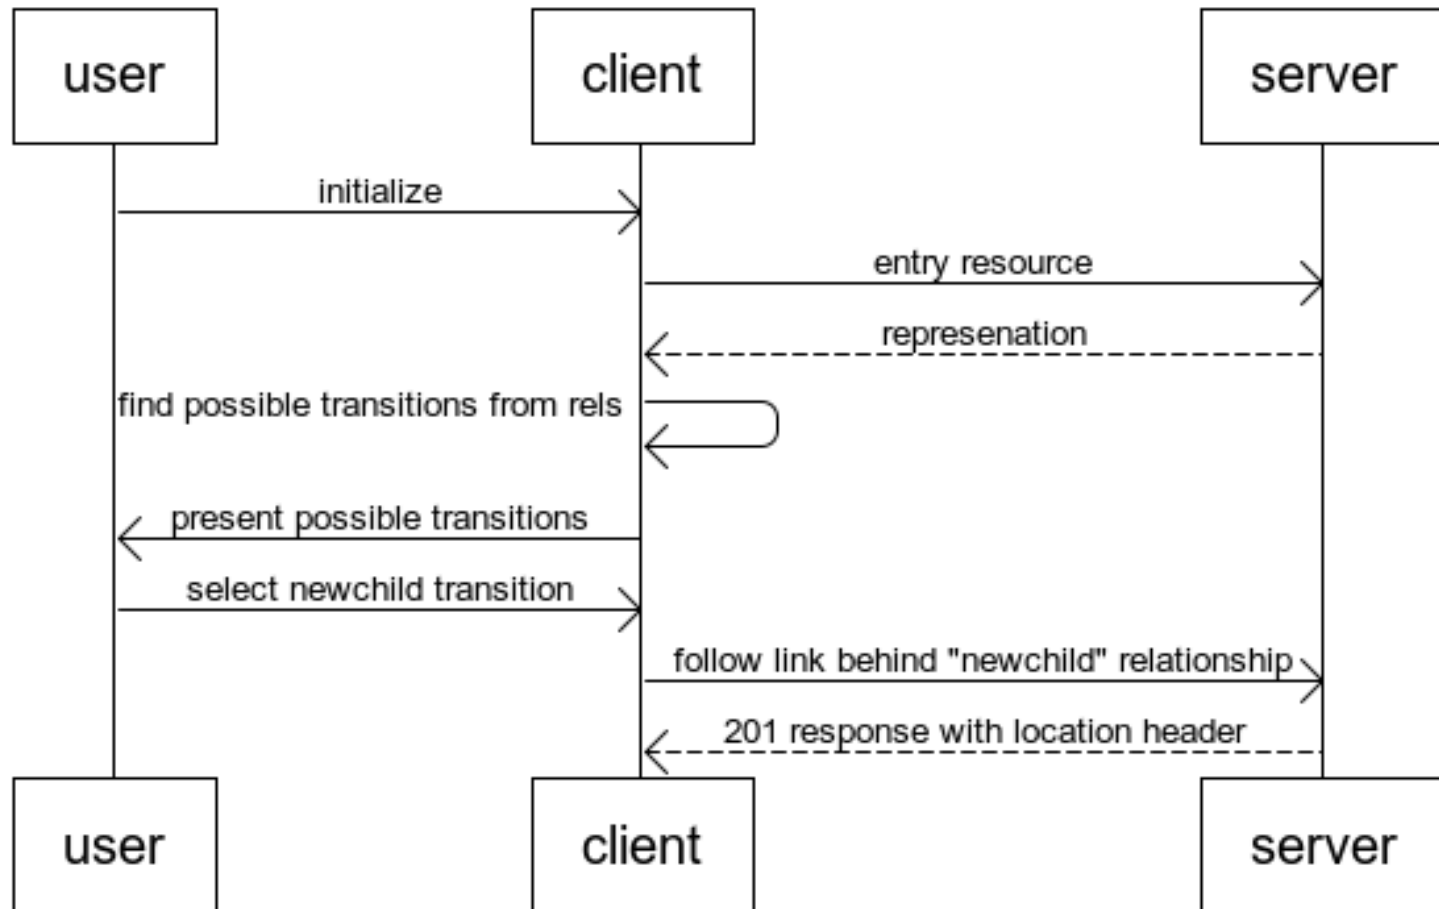 user
client
server
initialize
entry resource
represenation
find possible transitions from rels
present possible transitions
select newchild transition
follow link behind "newchild" relationship
201 response with location header
user
client
server